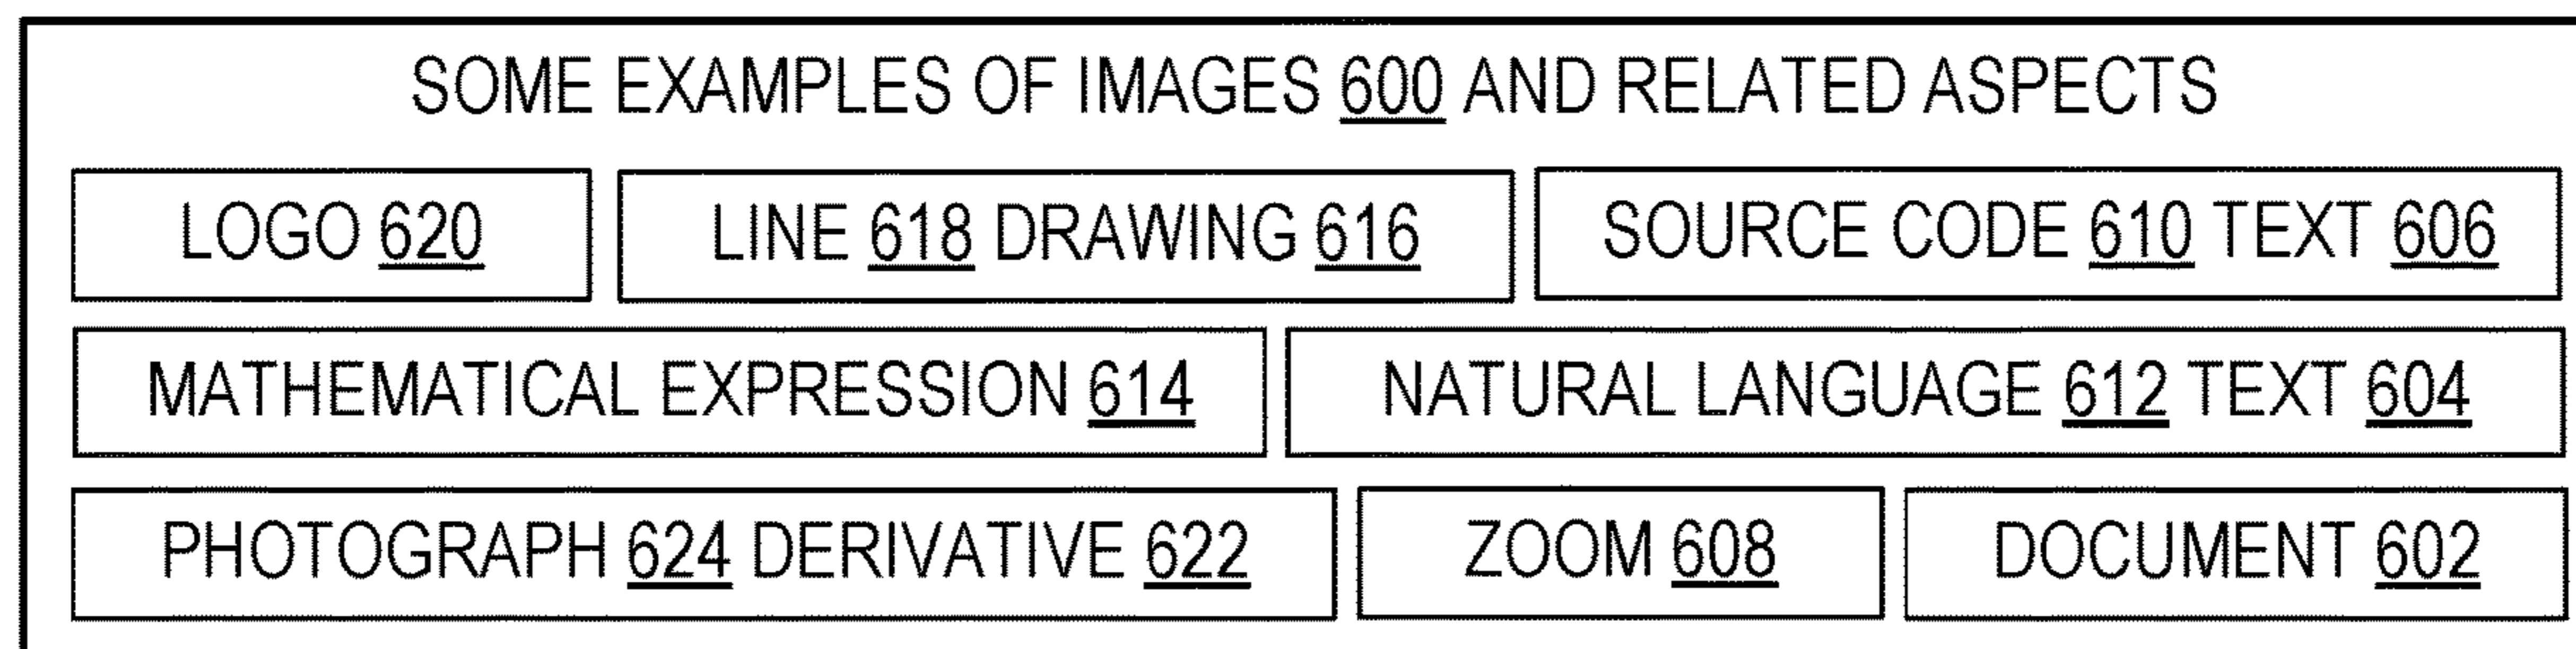 SOME EXAMPLES OF IMAGES 600 AND RELATED ASPECTS
LOGO 620 LINE 618 DRAWING 616 SOURCE CODE 610 TEXT 606
MATHEMATICAL EXPRESSION 614 NATURAL LANGUAGE 612 TEXT 604
PHOTOGRAPH 624 DERIVATIVE 622 ZOOM 608 DOCUMENT 602